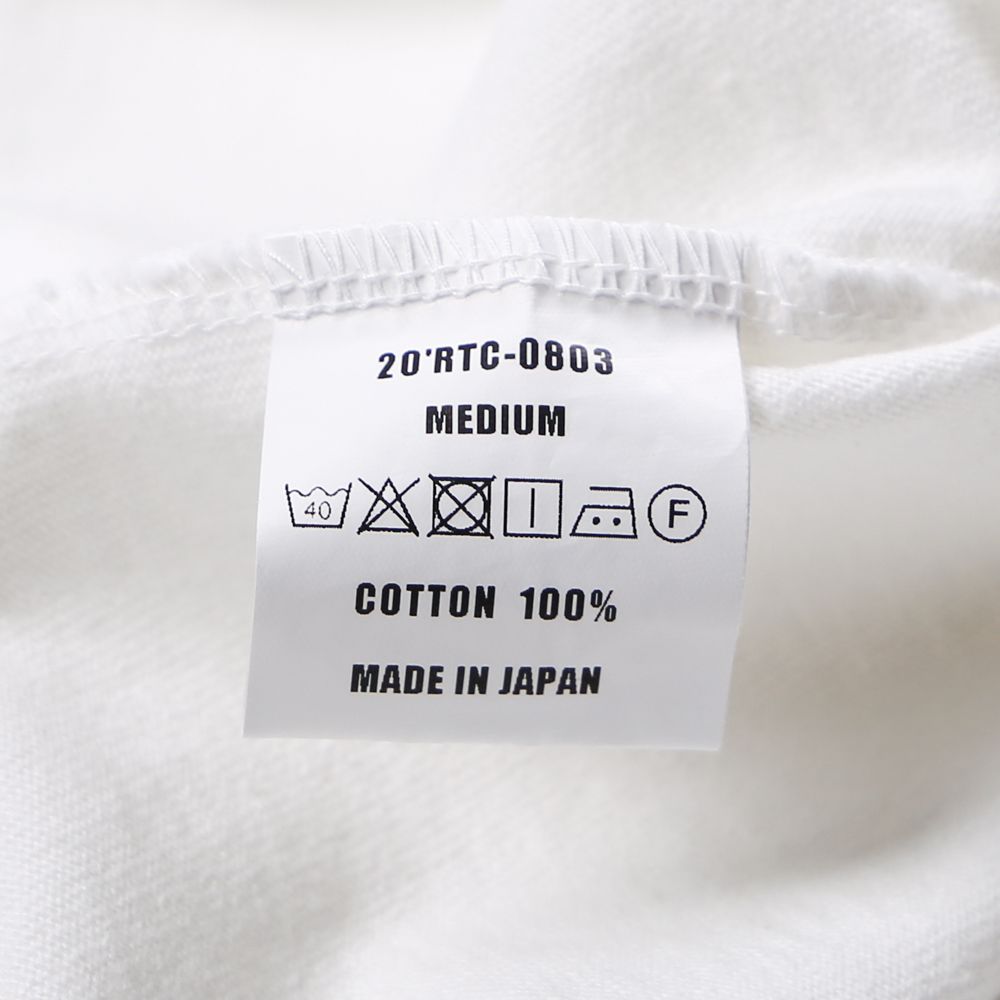 20'RTC-0803
MEDIUM
40 F
COTTON 100%
MADE IN JAPAN